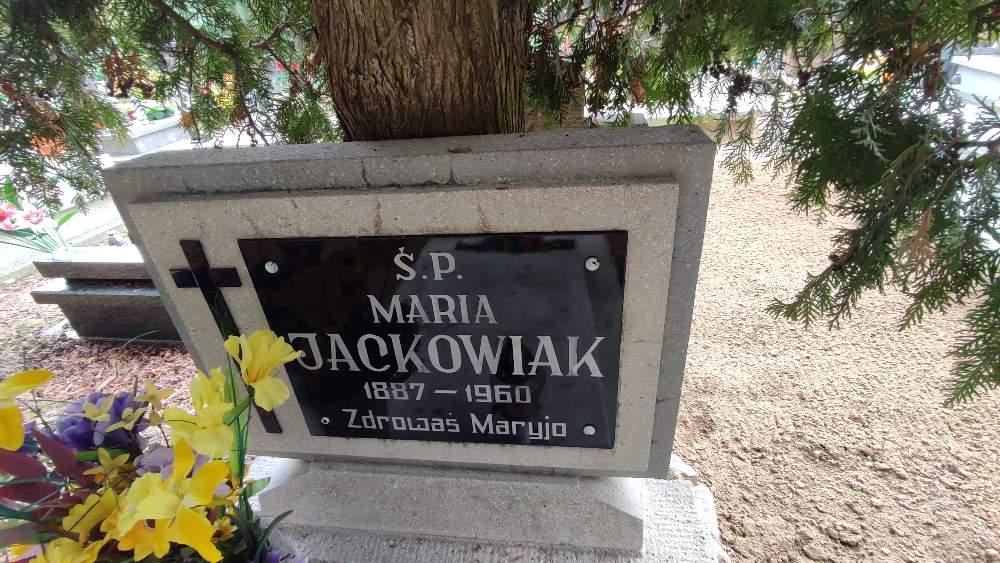 Ś.P.
MARIA
JACKOWIAK
1887 — 1960
Zdrowaś Maryjo